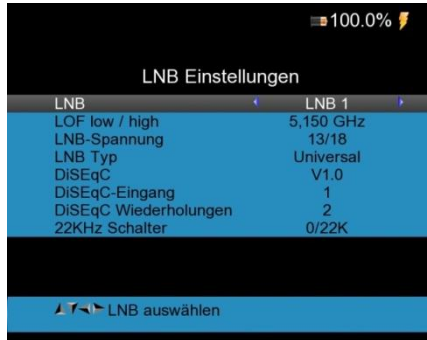 100.0%
LNB Einstellungen
LNB LNB 1
LOF low / high 5,150 GHz
LNB-Spannung 13/18
LNB Typ Universal
DiSEqC V1.0
DiSEqC-Eingang 1
DiSEqC Wiederholungen 2
22KHz Schalter 0/22K
LNB auswählen